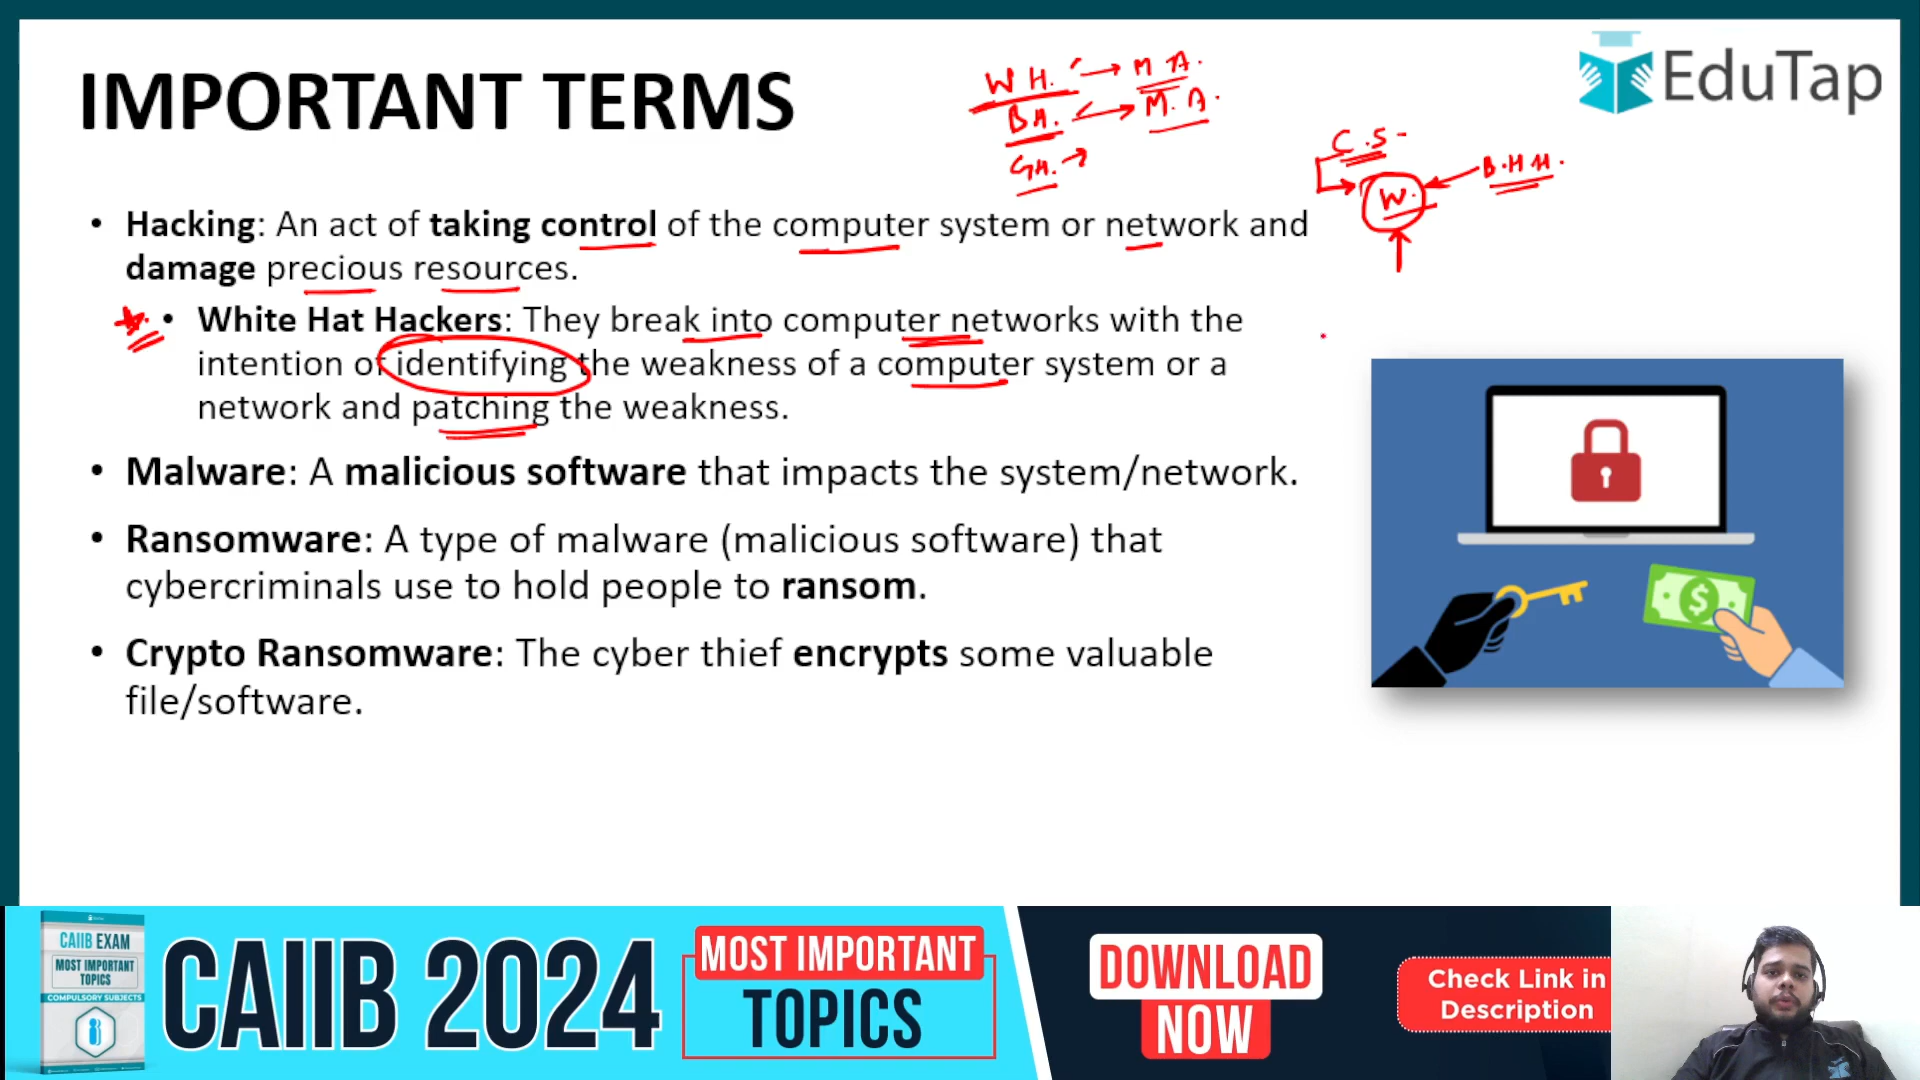 IMPORTANT TERMS
W H. → M A.
B H. → M. A.
G H. →
EduTap
C.S
W.
B.H H.
• Hacking: An act of taking control of the computer system or network and
damage precious resources.
• White Hat Hackers: They break into computer networks with the
intention of identifying the weakness of a computer system or a
network and patching the weakness.
• Malware: A malicious software that impacts the system/network.
• Ransomware: A type of malware (malicious software) that
cybercriminals use to hold people to ransom.
• Crypto Ransomware: The cyber thief encrypts some valuable
file/software.
$
CAIIB EXAM
MOST IMPORTANT
TOPICS
COMPULSORY SUBJECTS
CAIIB 2024
MOST IMPORTANT
TOPICS
DOWNLOAD
NOW
Check Link in
Description